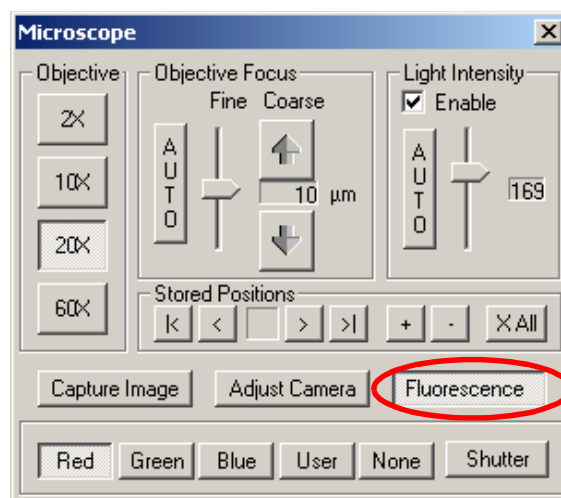 Microscope
Objective
2X
10X
20X
60X
Objective Focus
Fine Coarse
AUTO
10 µm
Light Intensity
Enable
AUTO
169
Stored Positions
|< < > >| + - X All
Capture Image Adjust Camera Fluorescence
Red Green Blue User None Shutter